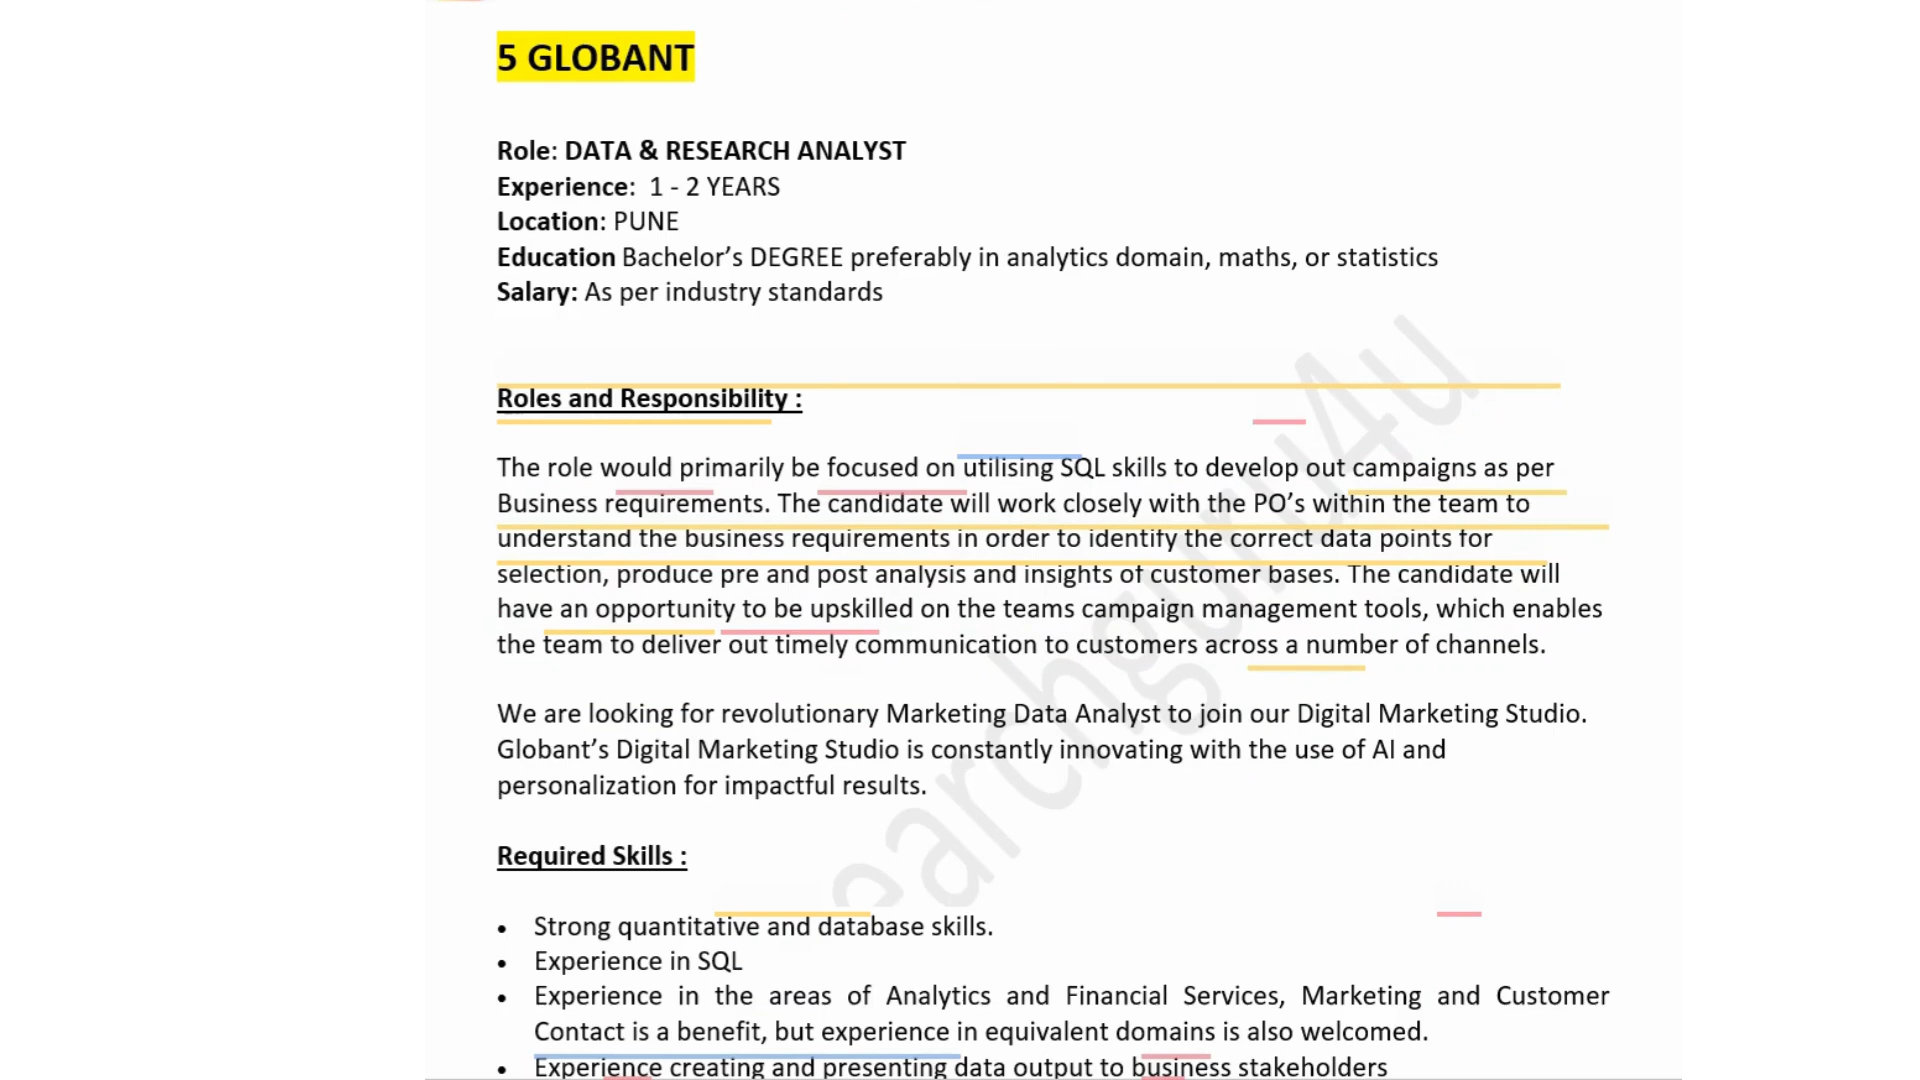 5 GLOBANT
Role: DATA & RESEARCH ANALYST
Experience: 1 - 2 YEARS
Location: PUNE
Education Bachelor’s DEGREE preferably in analytics domain, maths, or statistics
Salary: As per industry standards
Roles and Responsibility :
The role would primarily be focused on utilising SQL skills to develop out campaigns as per
Business requirements. The candidate will work closely with the PO’s within the team to
understand the business requirements in order to identify the correct data points for
selection, produce pre and post analysis and insights of customer bases. The candidate will
have an opportunity to be upskilled on the teams campaign management tools, which enables
the team to deliver out timely communication to customers across a number of channels.
We are looking for revolutionary Marketing Data Analyst to join our Digital Marketing Studio.
Globant’s Digital Marketing Studio is constantly innovating with the use of AI and
personalization for impactful results.
Required Skills :
• Strong quantitative and database skills.
• Experience in SQL
• Experience in the areas of Analytics and Financial Services, Marketing and Customer
Contact is a benefit, but experience in equivalent domains is also welcomed.
• Experience creating and presenting data output to business stakeholders
earchguru4u